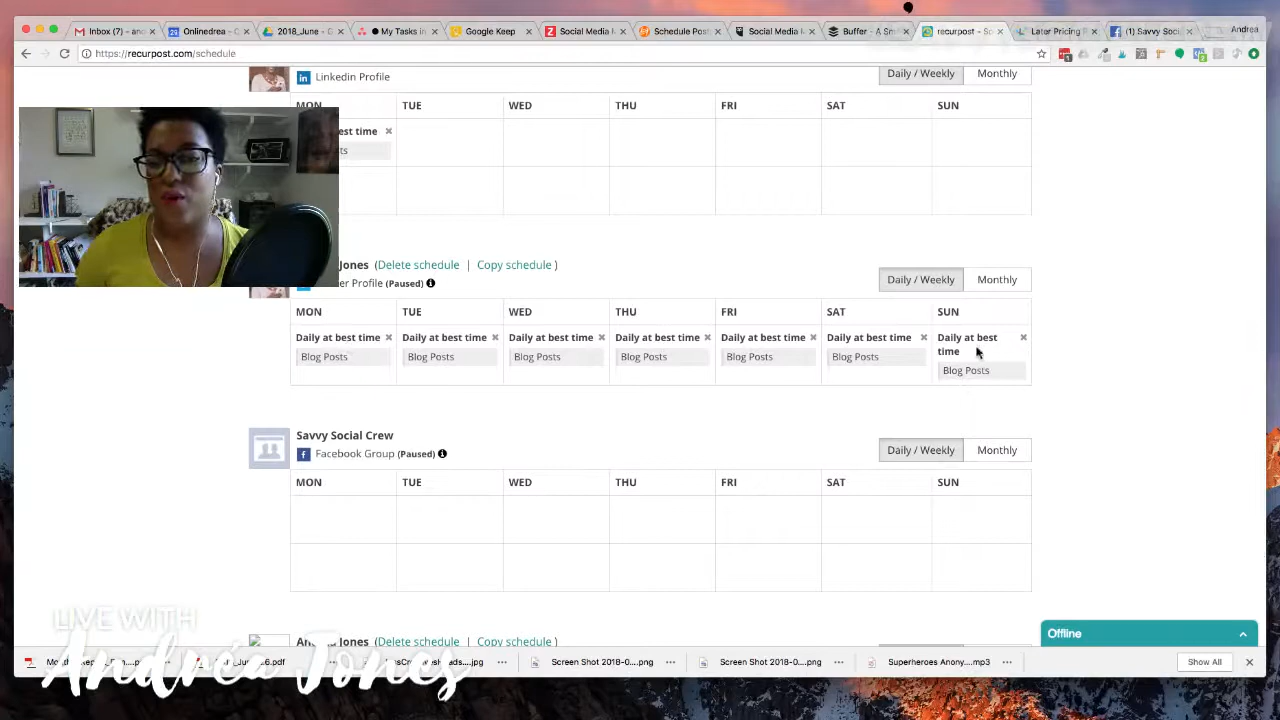 Inbox (7) – and
Onlinedrea – C
2018_June – G
My Tasks in
Google Keep
Social Media
Schedule Post
Social Media
Buffer - A S
recurpost – S
Later Pricing
(1) Savvy Soci
Andrea
https://recurpost.com/schedule
Linkedin Profile
Daily / Weekly
Monthly
MON TUE WED THU FRI SAT SUN
est time ×
sts
Jones (Delete schedule | Copy schedule )
er Profile (Paused)
Daily / Weekly
Monthly
MON TUE WED THU FRI SAT SUN
Daily at best time × Daily at best time × Daily at best time × Daily at best time × Daily at best time × Daily at best time × Daily at best ×
time
Blog Posts Blog Posts Blog Posts Blog Posts Blog Posts Blog Posts Blog Posts
Savvy Social Crew
Facebook Group (Paused)
Daily / Weekly
Monthly
MON TUE WED THU FRI SAT SUN
LIVE WITH
Andréa Jones
Jones (Delete schedule | Copy schedule )
Offline
Screen Shot 2018-0....png
Screen Shot 2018-0....png
Superheroes Anony....mp3
Show All